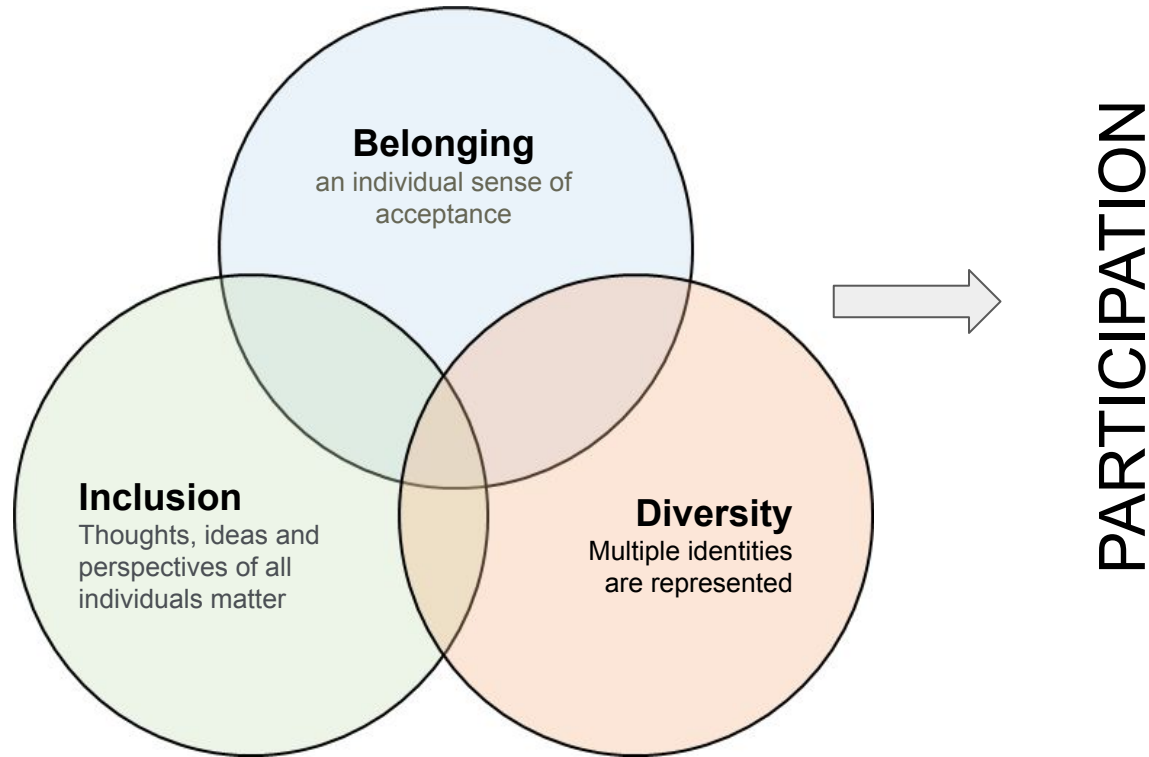 Belonging
an individual sense of
acceptance
Inclusion
Thoughts, ideas and
perspectives of all
individuals matter
Diversity
Multiple identities
are represented
PARTICIPATION